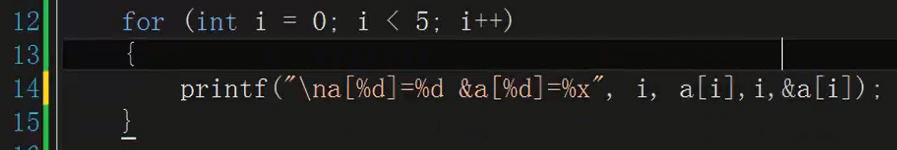 12 for (int i = 0; i < 5; i++)
13 {
14 printf("\na[%d]=%d &a[%d]=%x", i, a[i],i,&a[i]);
15 }